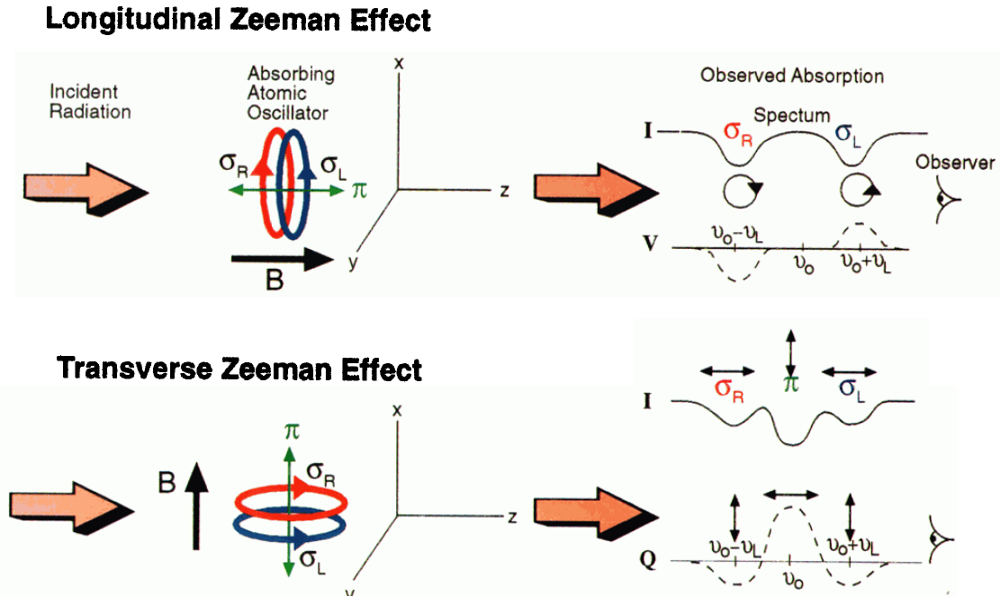 Longitudinal Zeeman Effect
Incident
Radiation
Absorbing
Atomic
Oscillator
σR
σL
π
B
x
z
y
Observed Absorption
Spectum
I
σR
σL
Observer
V
υo-υL
υo
υo+υL
Transverse Zeeman Effect
B
π
σR
σL
x
z
y
I
σR
π
σL
Q
υo-υL
υo
υo+υL